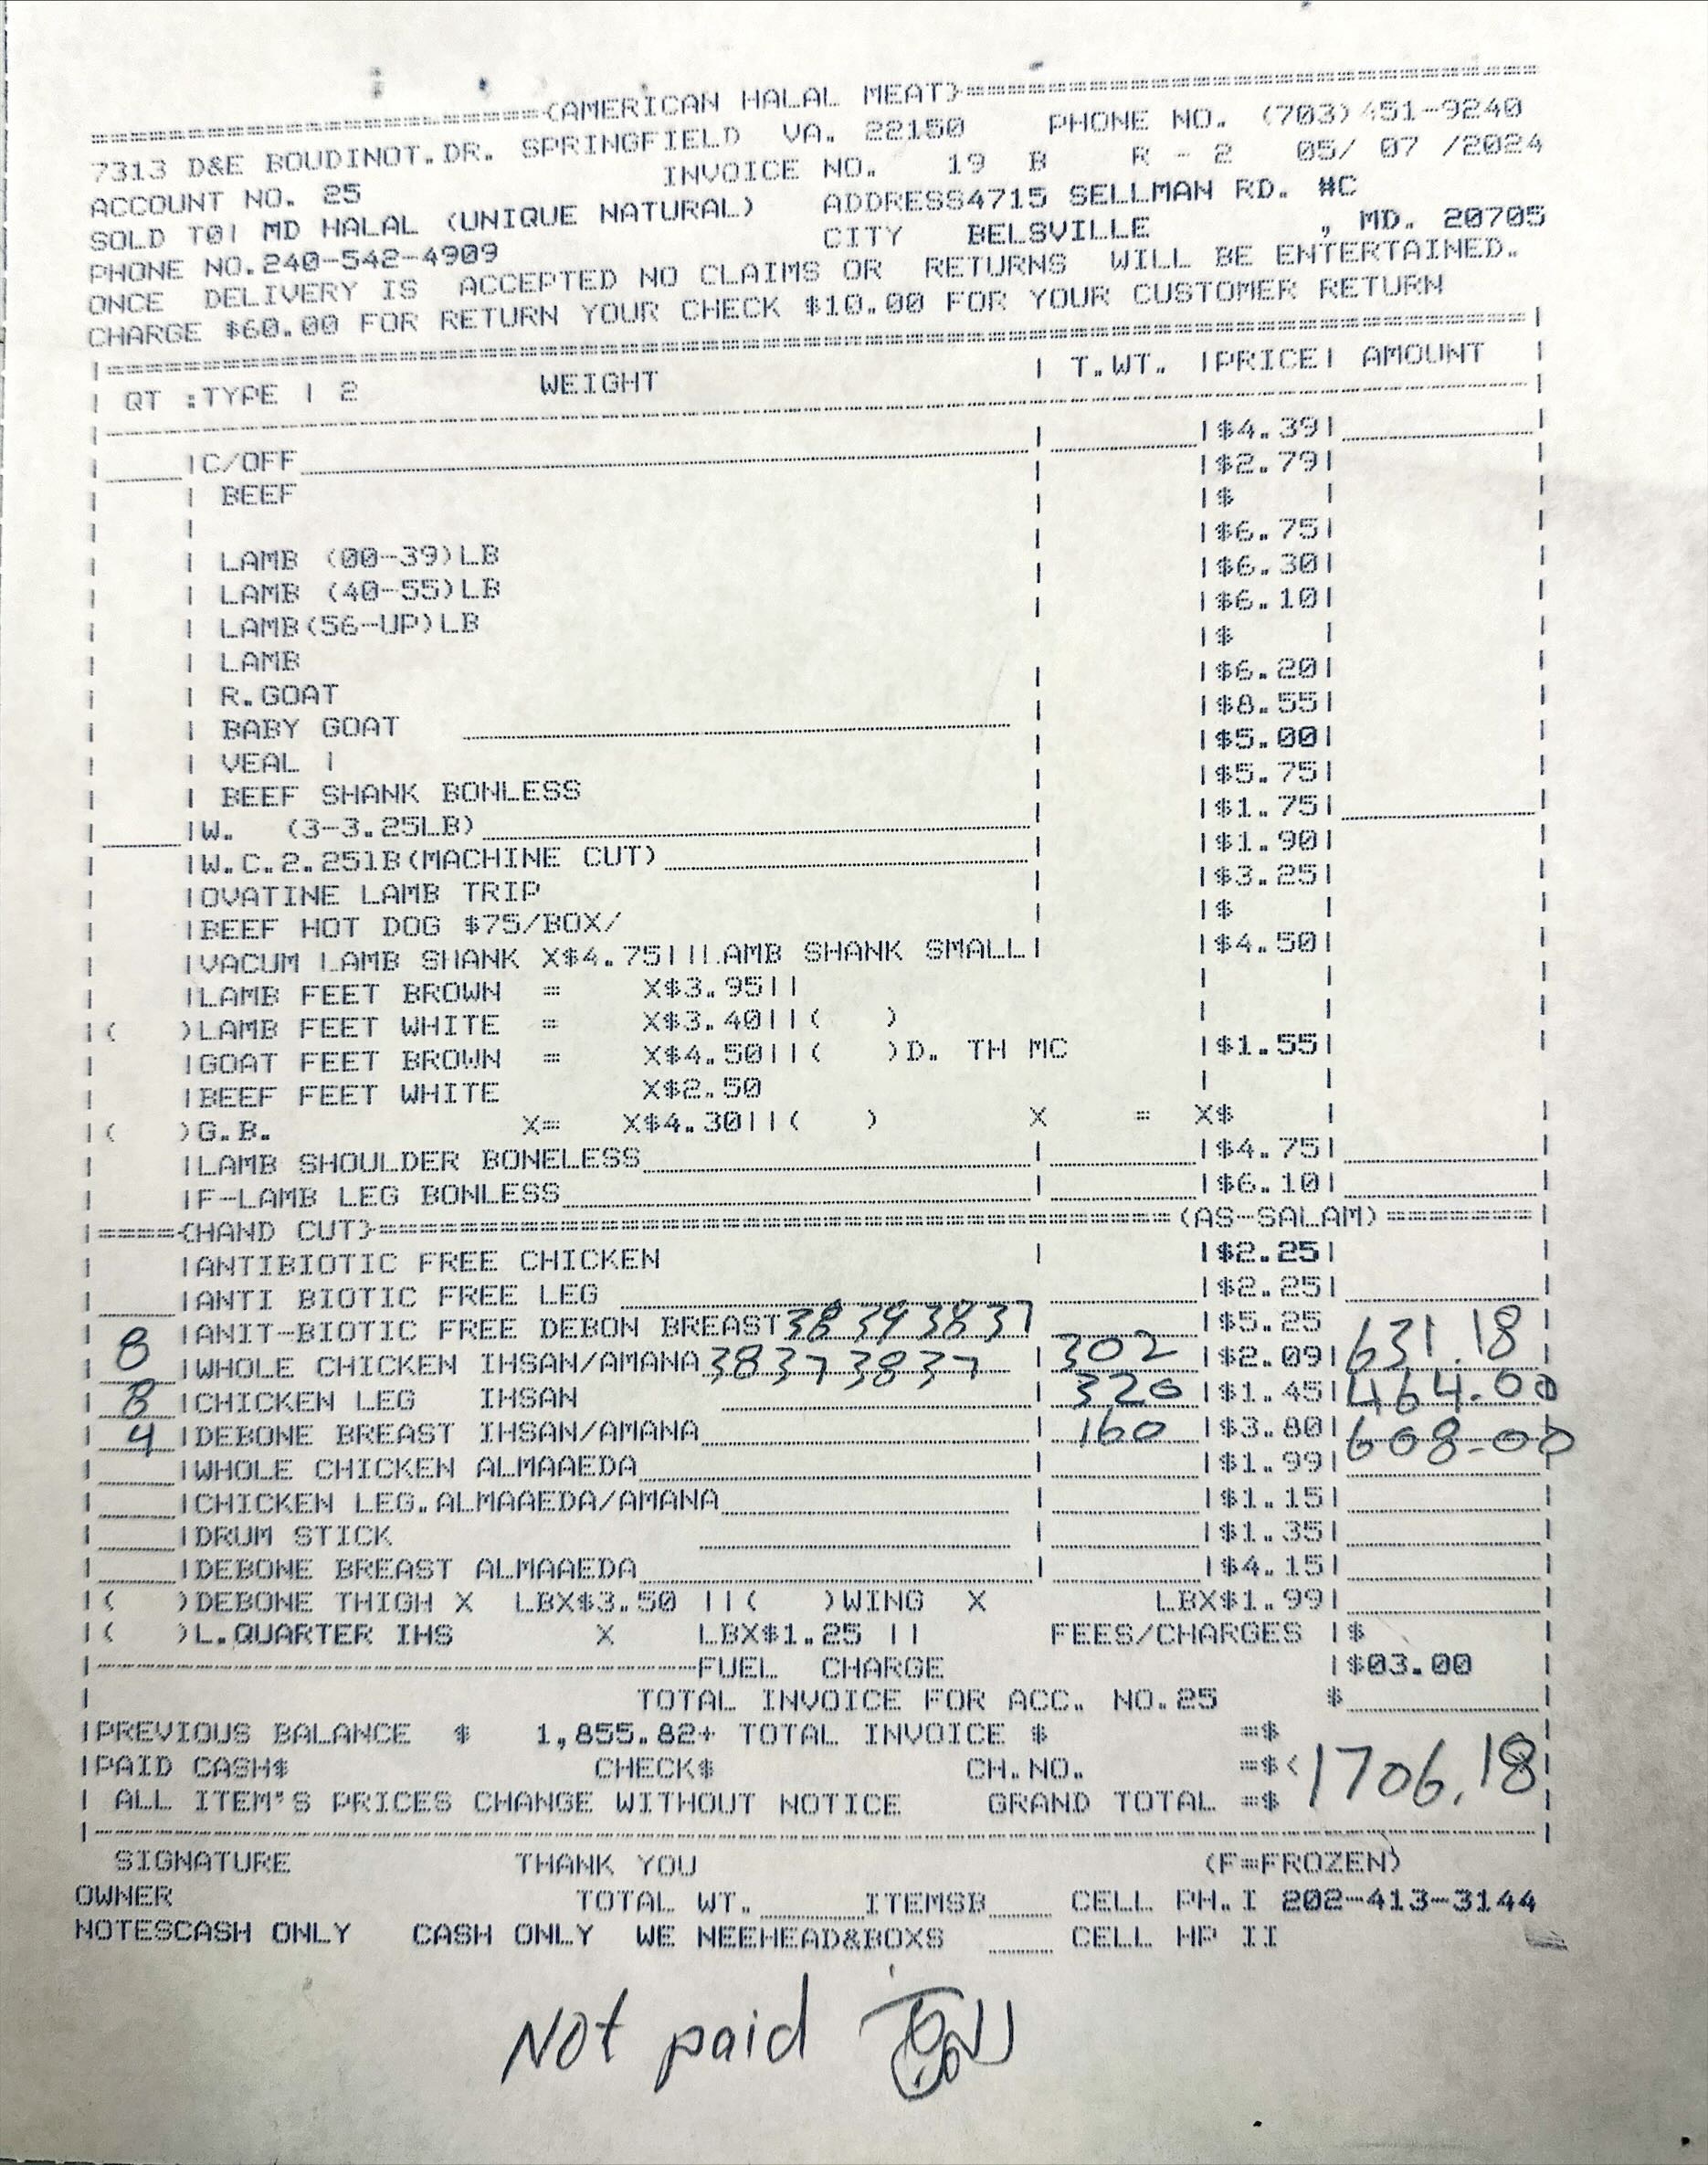 ========================{AMERICAN HALAL MEAT}==============================
7313 D&E BOUDINOT.DR. SPRINGFIELD VA. 22150 PHONE NO. (703)451-9240
ACCOUNT NO. 25 INVOICE NO. 19 B R - 2 05/ 07 /2024
SOLD TO| MD HALAL (UNIQUE NATURAL) ADDRESS4715 SELLMAN RD. #C
PHONE NO.240-542-4909 CITY BELSVILLE , MD. 20705
ONCE DELIVERY IS ACCEPTED NO CLAIMS OR RETURNS WILL BE ENTERTAINED.
CHARGE $60.00 FOR RETURN YOUR CHECK $10.00 FOR YOUR CUSTOMER RETURN
| QT :TYPE | 2 WEIGHT | T.WT. |PRICE| AMOUNT |
|C/OFF | |$4.39|
| BEEF | |$2.79|
| |$ |
| LAMB (00-39)LB | |$6.75|
| LAMB (40-55)LB | |$6.30|
| LAMB(56-UP)LB | |$6.10|
| LAMB |$ |
| R.GOAT | |$6.20|
| BABY GOAT | |$8.55|
| VEAL | | |$5.00|
| BEEF SHANK BONLESS | |$5.75|
|W. (3-3.25LB) | |$1.75|
|W.C.2.25lB(MACHINE CUT) | |$1.90|
|OVATINE LAMB TRIP | |$3.25|
|BEEF HOT DOG $75/BOX/ | |$ |
|VACUM LAMB SHANK X$4.75||LAMB SHANK SMALL| |$4.50|
|LAMB FEET BROWN = X$3.95|| | |
|( )LAMB FEET WHITE = X$3.40||( ) | |
|GOAT FEET BROWN = X$4.50||( )D. TH MC |$1.55|
|BEEF FEET WHITE X$2.50 | |
|( )G.B. X= X$4.30||( ) X = X$ |
|LAMB SHOULDER BONELESS | |$4.75|
|F-LAMB LEG BONLESS | |$6.10|
|===={HAND CUT}=======================================(AS-SALAM)=======|
|ANTIBIOTIC FREE CHICKEN | |$2.25|
|ANTI BIOTIC FREE LEG |$2.25|
|ANIT-BIOTIC FREE DEBON BREAST 38 39 38 37 |$5.25
8 |WHOLE CHICKEN IHSAN/AMANA 38 37 38 37 | 302 |$2.09| 631.18
8 |CHICKEN LEG IHSAN | 320 |$1.45| 464.00
4 |DEBONE BREAST IHSAN/AMANA | 160 |$3.80| 608-00
|WHOLE CHICKEN ALMAAEDA | |$1.99|
|CHICKEN LEG.ALMAAEDA/AMANA | |$1.15|
|DRUM STICK | |$1.35|
|DEBONE BREAST ALMAAEDA | |$4.15|
|( )DEBONE THIGH X LBX$3.50 ||( )WING X LBX$1.99|
|( )L.QUARTER IHS X LBX$1.25 || FEES/CHARGES |$
FUEL CHARGE |$03.00
TOTAL INVOICE FOR ACC. NO.25 $
|PREVIOUS BALANCE $ 1,855.82+ TOTAL INVOICE $ =$
|PAID CASH$ CHECK$ CH.NO. =$<
| ALL ITEM'S PRICES CHANGE WITHOUT NOTICE GRAND TOTAL =$ 1706.18
SIGNATURE THANK YOU (F=FROZEN)
OWNER TOTAL WT. ITEMSB CELL PH.I 202-413-3144
NOTESCASH ONLY CASH ONLY WE NEEHEAD&BOXS CELL HP II
Not paid